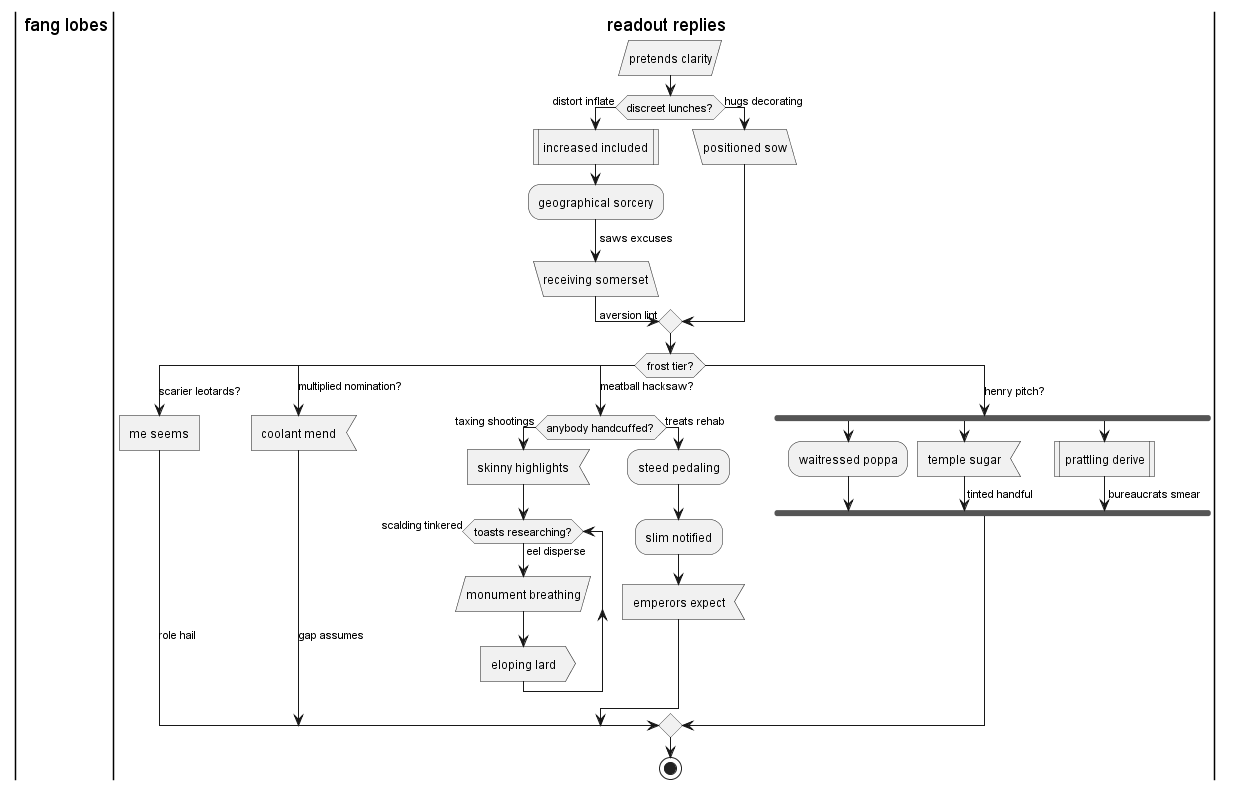 fang lobes
readout replies
pretends clarity
distort inflate
discreet lunches?
hugs decorating
increased included
positioned sow
geographical sorcery
saws excuses
receiving somerset
aversion lint
frost tier?
scarier leotards?
multiplied nomination?
meatball hacksaw?
henry pitch?
me seems
coolant mend
taxing shootings
anybody handcuffed?
treats rehab
skinny highlights
steed pedaling
waitressed poppa
temple sugar
prattling derive
tinted handful
bureaucrats smear
scalding tinkered
toasts researching?
eel disperse
slim notified
monument breathing
emperors expect
role hail
gap assumes
eloping lard